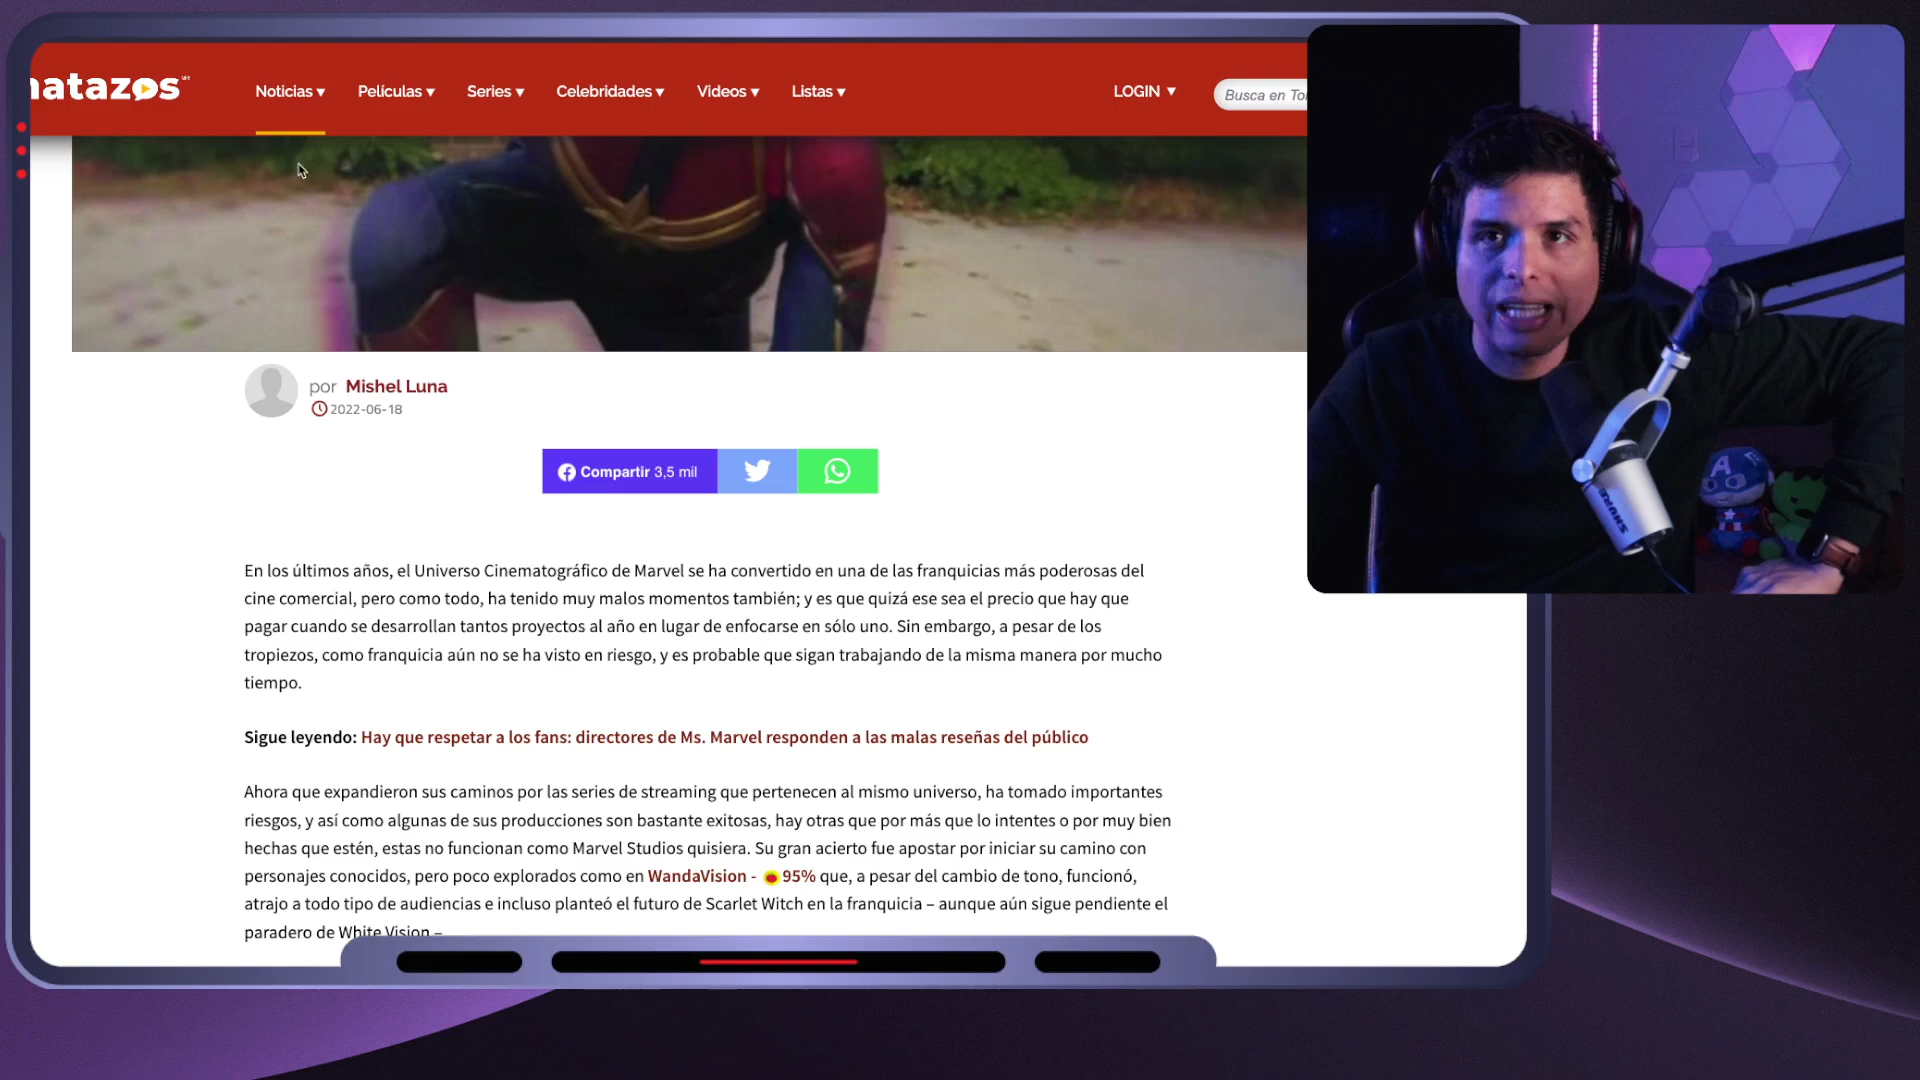 natazos
Noticias ▾ Películas ▾ Series ▾ Celebridades ▾ Videos ▾ Listas ▾ LOGIN ▾ Busca en To
por Mishel Luna
2022-06-18
Compartir 3,5 mil
En los últimos años, el Universo Cinematográfico de Marvel se ha convertido en una de las franquicias más poderosas del
cine comercial, pero como todo, ha tenido muy malos momentos también; y es que quizá ese sea el precio que hay que
pagar cuando se desarrollan tantos proyectos al año en lugar de enfocarse en sólo uno. Sin embargo, a pesar de los
tropiezos, como franquicia aún no se ha visto en riesgo, y es probable que sigan trabajando de la misma manera por mucho
tiempo.
Sigue leyendo: Hay que respetar a los fans: directores de Ms. Marvel responden a las malas reseñas del público
Ahora que expandieron sus caminos por las series de streaming que pertenecen al mismo universo, ha tomado importantes
riesgos, y así como algunas de sus producciones son bastante exitosas, hay otras que por más que lo intentes o por muy bien
hechas que estén, estas no funcionan como Marvel Studios quisiera. Su gran acierto fue apostar por iniciar su camino con
personajes conocidos, pero poco explorados como en WandaVision - 95% que, a pesar del cambio de tono, funcionó,
atrajo a todo tipo de audiencias e incluso planteó el futuro de Scarlet Witch en la franquicia – aunque aún sigue pendiente el
paradero de White Vision –
SHURE
A